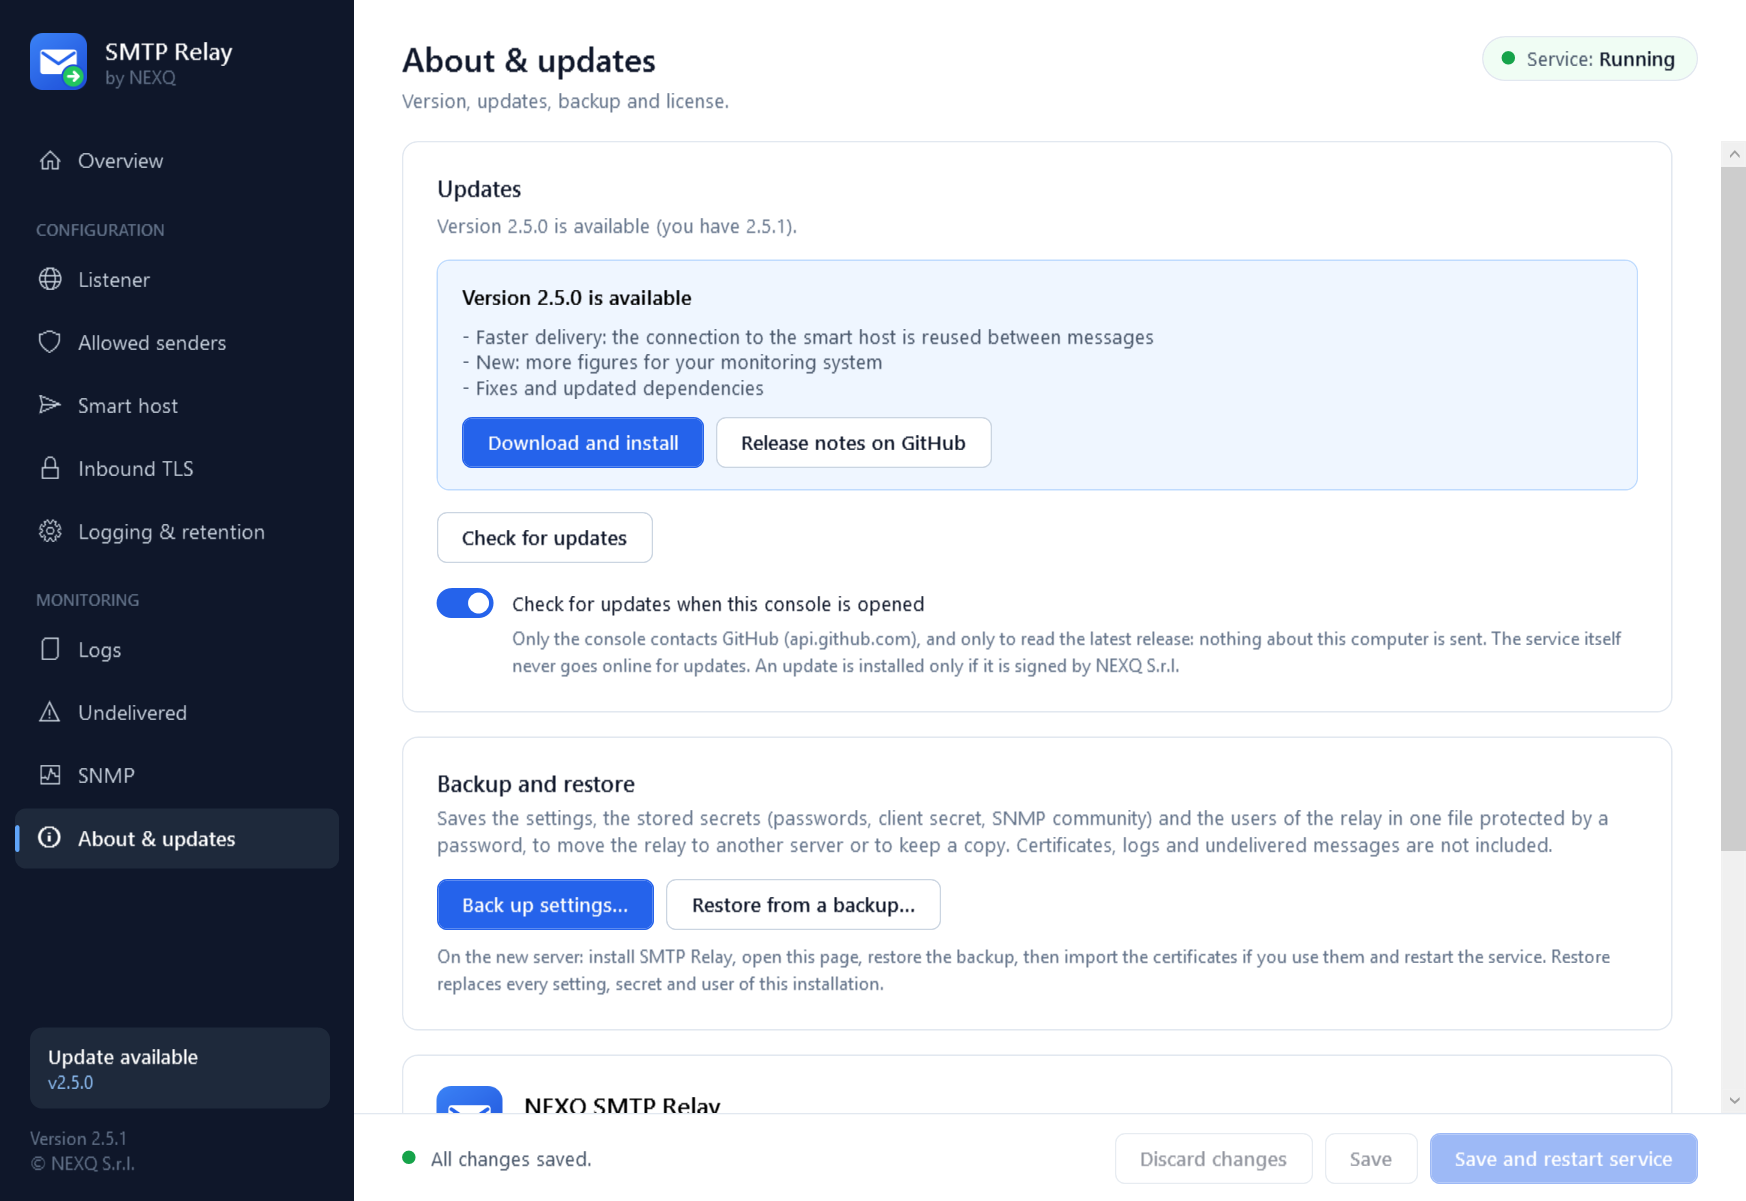 SMTP Relay
by NEXQ
Overview
CONFIGURATION
Listener
Allowed senders
Smart host
Inbound TLS
Logging & retention
MONITORING
Logs
Undelivered
SNMP
About & updates
Update available
v2.5.0
Version 2.5.1
© NEXQ S.r.l.
About & updates
Version, updates, backup and license.
Service: Running
Updates
Version 2.5.0 is available (you have 2.5.1).
Version 2.5.0 is available
- Faster delivery: the connection to the smart host is reused between messages
- New: more figures for your monitoring system
- Fixes and updated dependencies
Download and install
Release notes on GitHub
Check for updates
Check for updates when this console is opened
Only the console contacts GitHub (api.github.com), and only to read the latest release: nothing about this computer is sent. The service itself
never goes online for updates. An update is installed only if it is signed by NEXQ S.r.l.
Backup and restore
Saves the settings, the stored secrets (passwords, client secret, SNMP community) and the users of the relay in one file protected by a
password, to move the relay to another server or to keep a copy. Certificates, logs and undelivered messages are not included.
Back up settings...
Restore from a backup...
On the new server: install SMTP Relay, open this page, restore the backup, then import the certificates if you use them and restart the service. Restore
replaces every setting, secret and user of this installation.
NEXQ SMTP Relay
All changes saved.
Discard changes
Save
Save and restart service